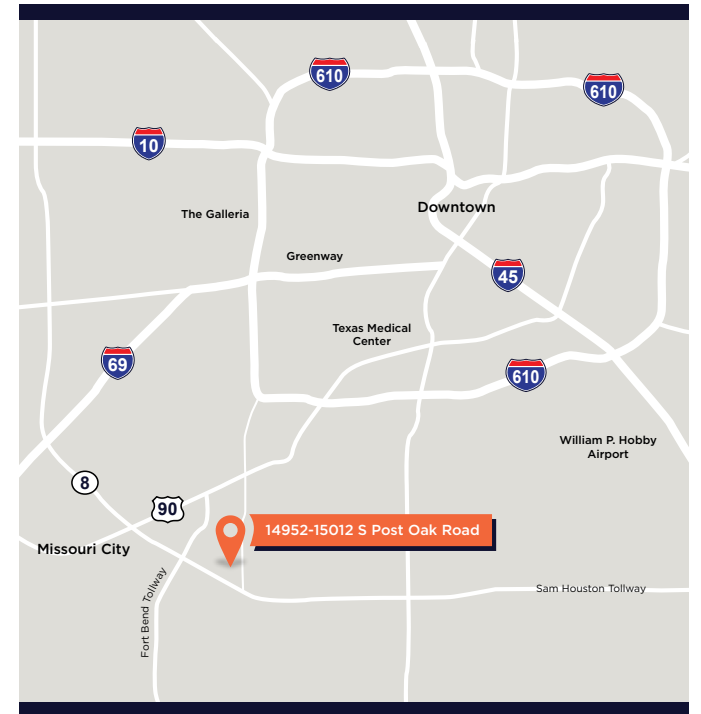 610
610
10
The Galleria
Downtown
Greenway
45
Texas Medical
Center
69
610
William P. Hobby
Airport
8
90
14952-15012 S Post Oak Road
Missouri City
Fort Bend Tollway
Sam Houston Tollway